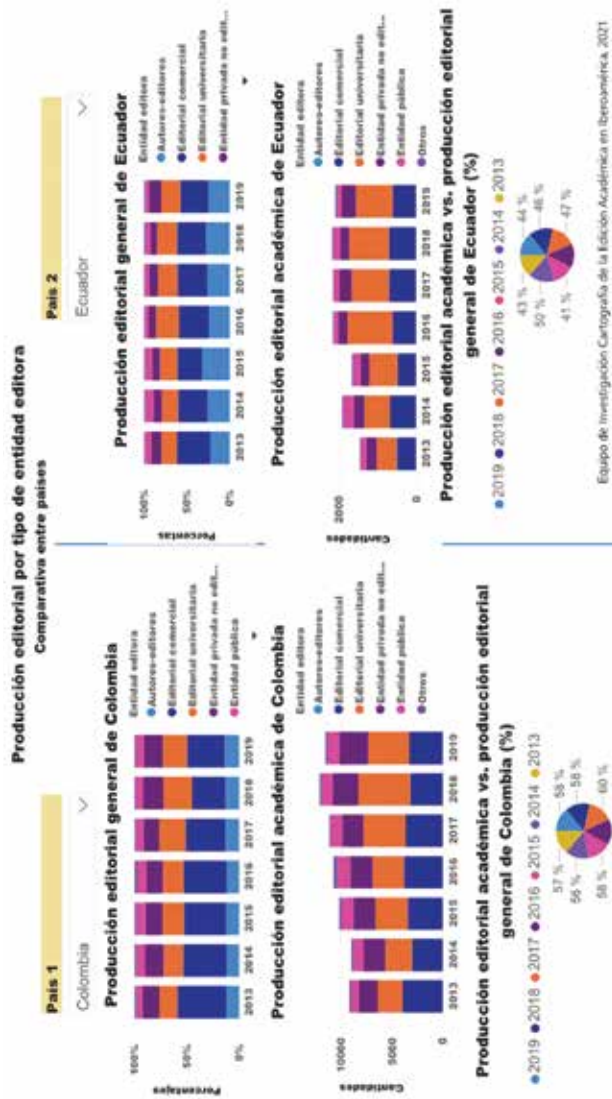 Producción editorial por tipo de entidad editora
Comparativa entre países
País 1
Colombia
Producción editorial general de Colombia
Porcentajes
100%
50%
0%
2013 2014 2015 2016 2017 2018 2019
Entidad editora
Autores-editores
Editorial comercial
Editorial universitaria
Entidad privada no edit...
Entidad pública
Producción editorial académica de Colombia
Cantidades
10000
5000
0
2013 2014 2015 2016 2017 2018 2019
Entidad editora
Autores-editores
Editorial comercial
Editorial universitaria
Entidad privada no edit...
Entidad pública
Otros
Producción editorial académica vs. producción editorial
general de Colombia (%)
2019 2018 2017 2016 2015 2014 2013
57 %
58 %
56 %
58 %
58 %
60 %
País 2
Ecuador
Producción editorial general de Ecuador
Porcentas
100%
50%
0%
2013 2014 2015 2016 2017 2018 2019
Entidad editora
Autores-editores
Editorial comercial
Editorial universitaria
Entidad privada no edit...
Producción editorial académica de Ecuador
Cantidades
2000
0
2013 2014 2015 2016 2017 2018 2019
Entidad editora
Autores-editores
Editorial comercial
Editorial universitaria
Entidad privada no edit...
Entidad pública
Otros
Producción editorial académica vs. producción editorial
general de Ecuador (%)
2019 2018 2017 2016 2015 2014 2013
43 %
44 %
50 %
46 %
41 %
47 %
Equipo de Investigación Cartografía de la Edición Académica en Iberoamérica, 2021